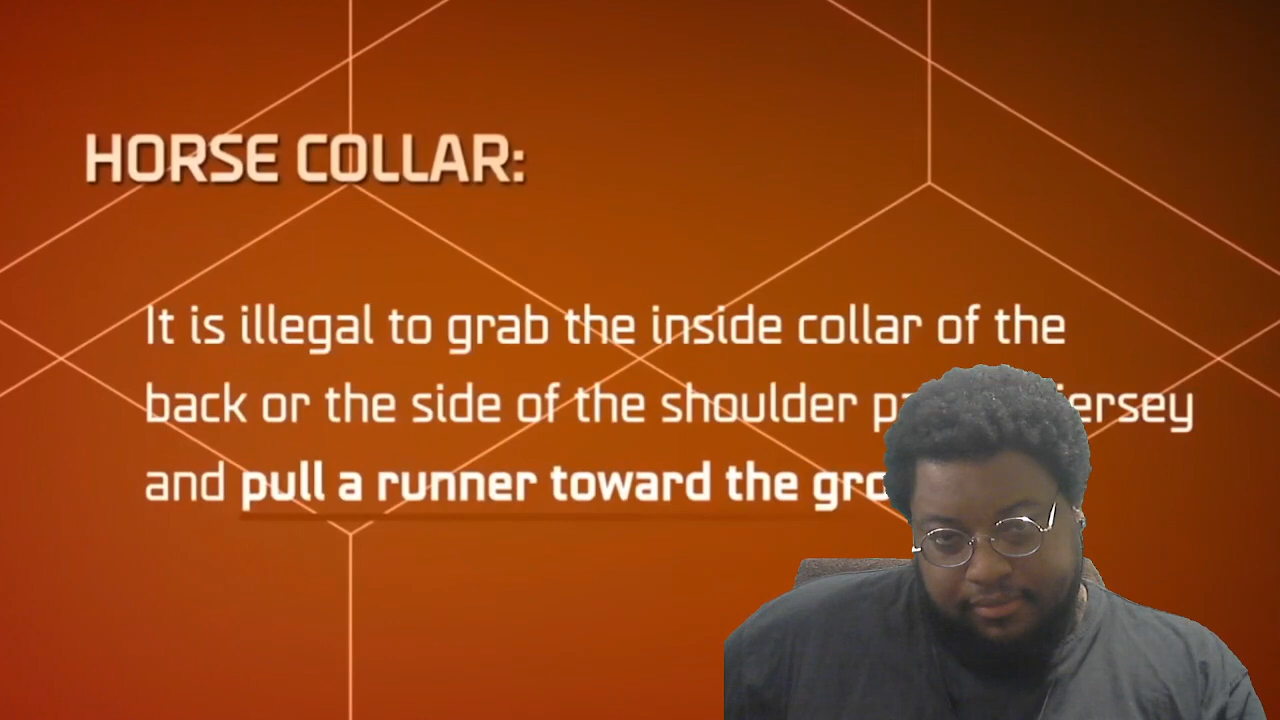 HORSE COLLAR:
It is illegal to grab the inside collar of the
back or the side of the shoulder
and pull a runner toward the